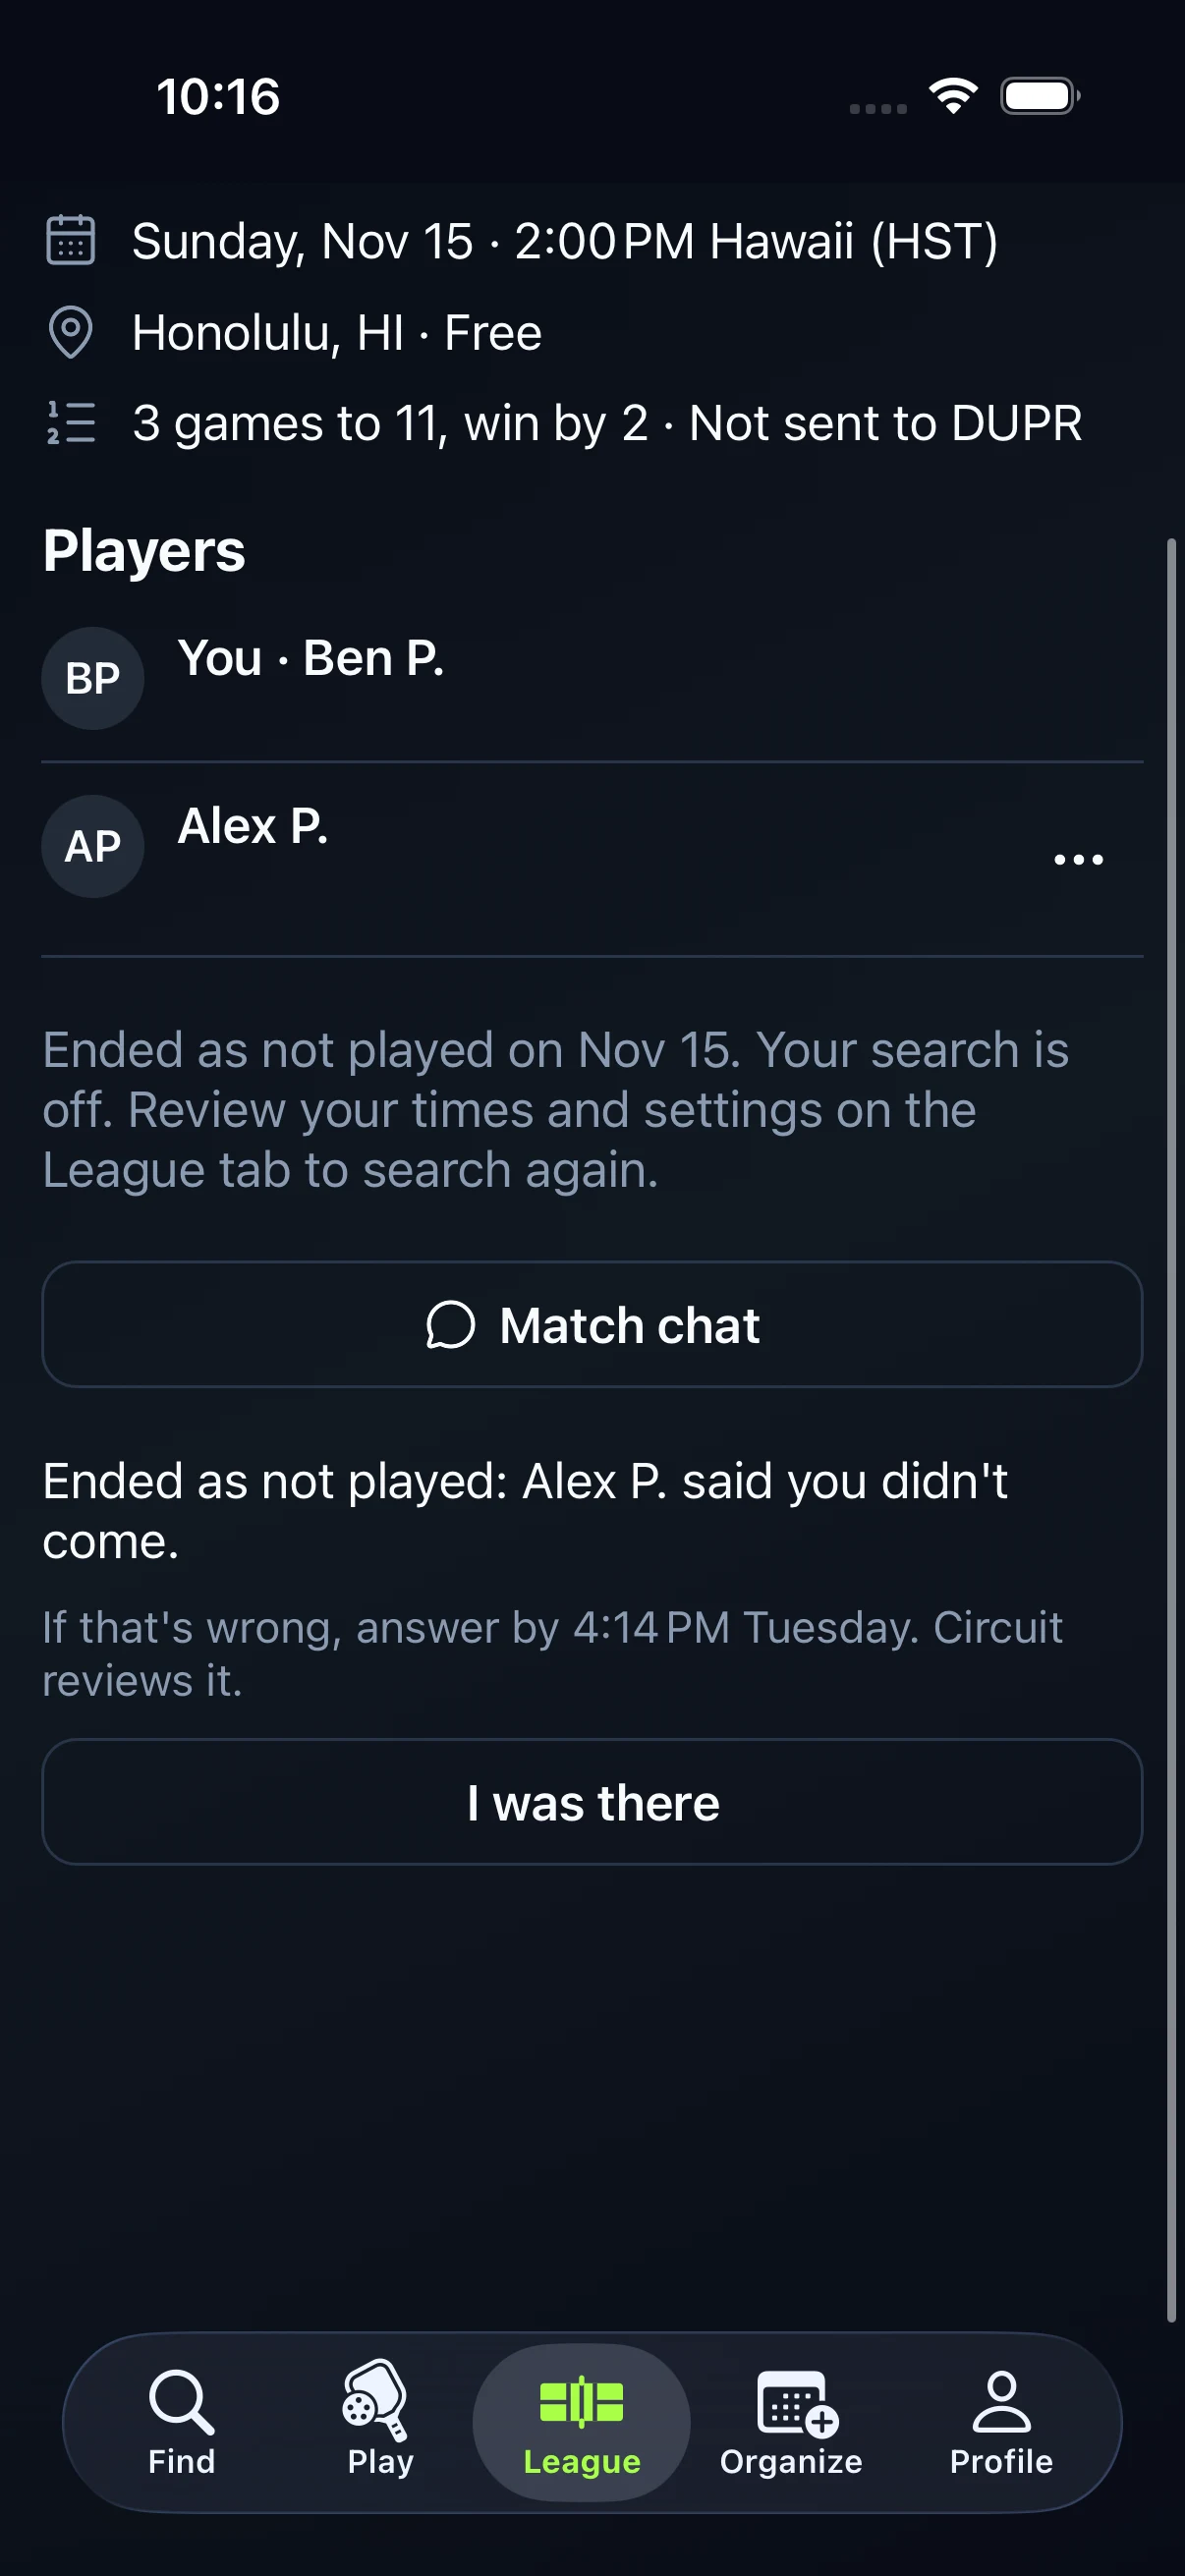 10:16
Sunday, Nov 15 · 2:00 PM Hawaii (HST)
Honolulu, HI · Free
3 games to 11, win by 2 · Not sent to DUPR
Players
BP
You · Ben P.
AP
Alex P.
Ended as not played on Nov 15. Your search is
off. Review your times and settings on the
League tab to search again.
Match chat
Ended as not played: Alex P. said you didn't
come.
If that's wrong, answer by 4:14 PM Tuesday. Circuit
reviews it.
I was there
Find
Play
League
Organize
Profile